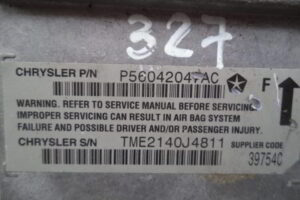 327
CHRYSLER P/N P56042047AC
F
WARNING. REFER TO SERVICE MANUAL BEFORE SERVICING.
IMPROPER SERVICING CAN RESULT IN AIR BAG SYSTEM
FAILURE AND POSSIBLE DRIVER AND/OR PASSENGER INJURY.
CHRYSLER S/N TME2140J4811 SUPPLIER CODE
39754C